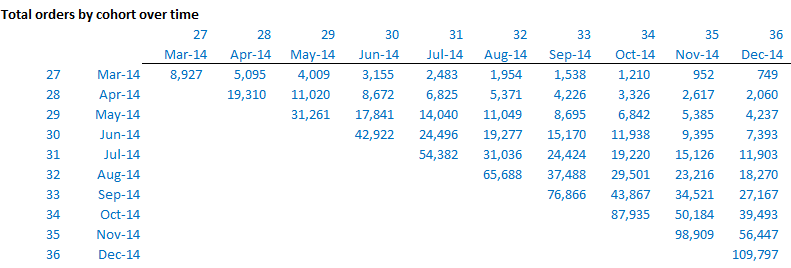 Total orders by cohort over time
27 28 29 30 31 32 33 34 35 36
Mar-14 Apr-14 May-14 Jun-14 Jul-14 Aug-14 Sep-14 Oct-14 Nov-14 Dec-14
27 Mar-14 8,927 5,095 4,009 3,155 2,483 1,954 1,538 1,210 952 749
28 Apr-14 19,310 11,020 8,672 6,825 5,371 4,226 3,326 2,617 2,060
29 May-14 31,261 17,841 14,040 11,049 8,695 6,842 5,385 4,237
30 Jun-14 42,922 24,496 19,277 15,170 11,938 9,395 7,393
31 Jul-14 54,382 31,036 24,424 19,220 15,126 11,903
32 Aug-14 65,688 37,488 29,501 23,216 18,270
33 Sep-14 76,866 43,867 34,521 27,167
34 Oct-14 87,935 50,184 39,493
35 Nov-14 98,909 56,447
36 Dec-14 109,797